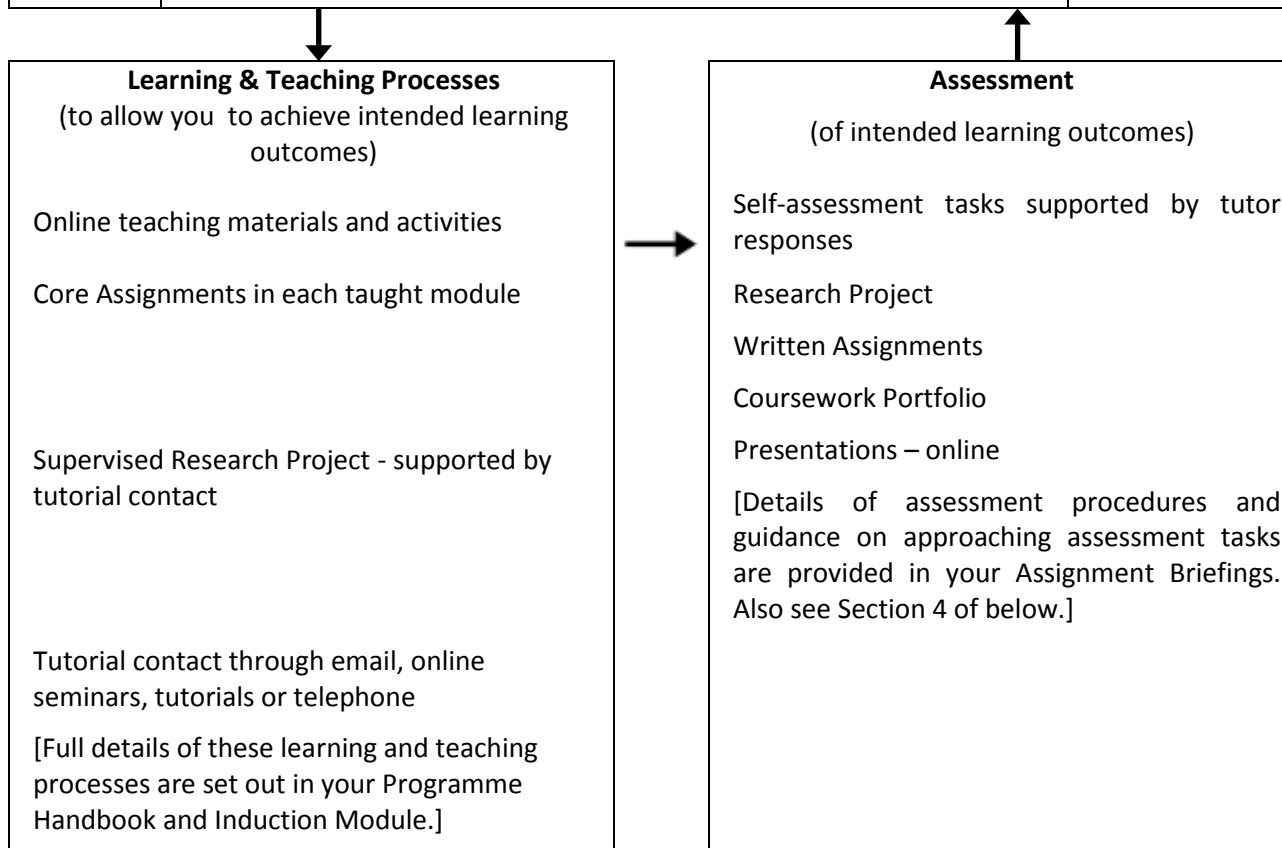 Learning & Teaching Processes
(to allow you to achieve intended learning
outcomes)
Online teaching materials and activities
Core Assignments in each taught module
Supervised Research Project - supported by
tutorial contact
Tutorial contact through email, online
seminars, tutorials or telephone
[Full details of these learning and teaching
processes are set out in your Programme
Handbook and Induction Module.]
Assessment
(of intended learning outcomes)
Self-assessment tasks supported by tutor
responses
Research Project
Written Assignments
Coursework Portfolio
Presentations – online
[Details of assessment procedures and
guidance on approaching assessment tasks
are provided in your Assignment Briefings.
Also see Section 4 of below.]